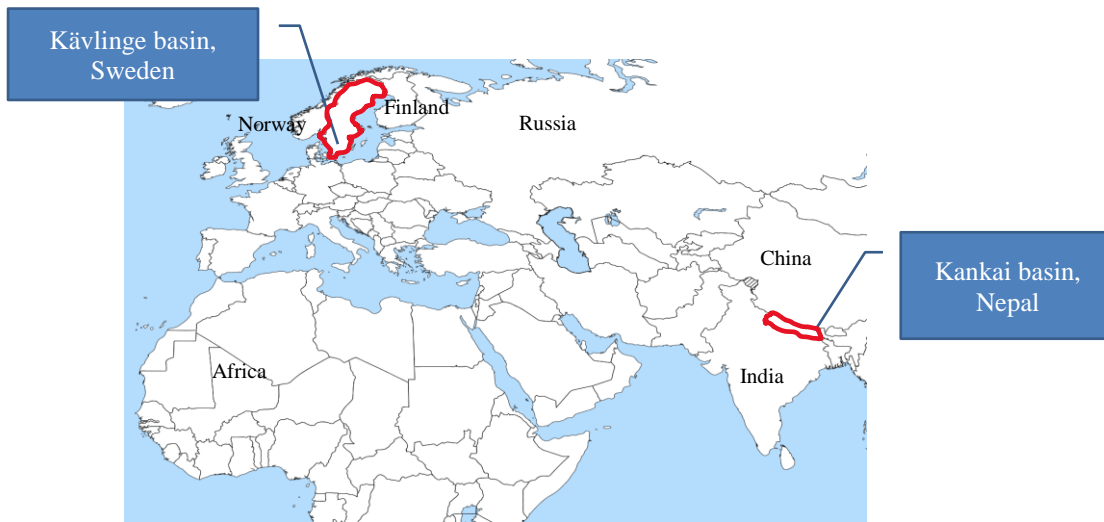 Kävlinge basin,
Sweden
Norway
Finland
Russia
China
Kankai basin,
Nepal
Africa
India